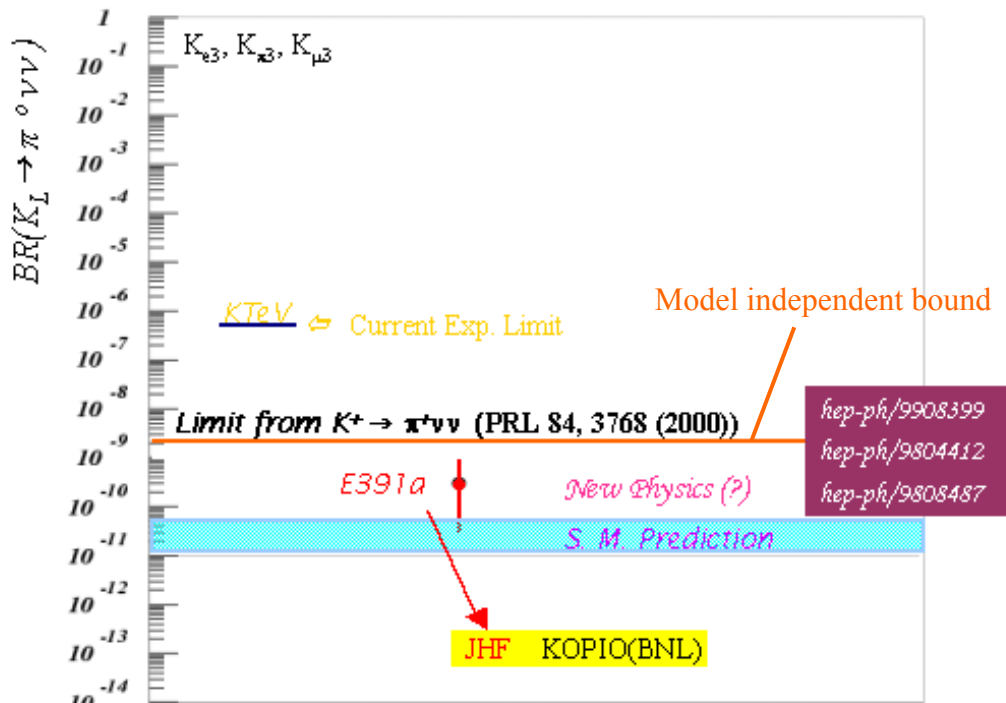 BR(K_L → π°νν)
1
10⁻¹
10⁻²
10⁻³
10⁻⁴
10⁻⁵
10⁻⁶
10⁻⁷
10⁻⁸
10⁻⁹
10⁻¹⁰
10⁻¹¹
10⁻¹²
10⁻¹³
10⁻¹⁴
K_e3, K_π3, K_μ3
Model independent bound
KTeV ⇦ Current Exp. Limit
Limit from K⁺ → π⁺νν (PRL 84, 3768 (2000))
hep-ph/9908399
hep-ph/9804412
hep-ph/9808487
E391a
New Physics (?)
S. M. Prediction
JHF KOPIO(BNL)